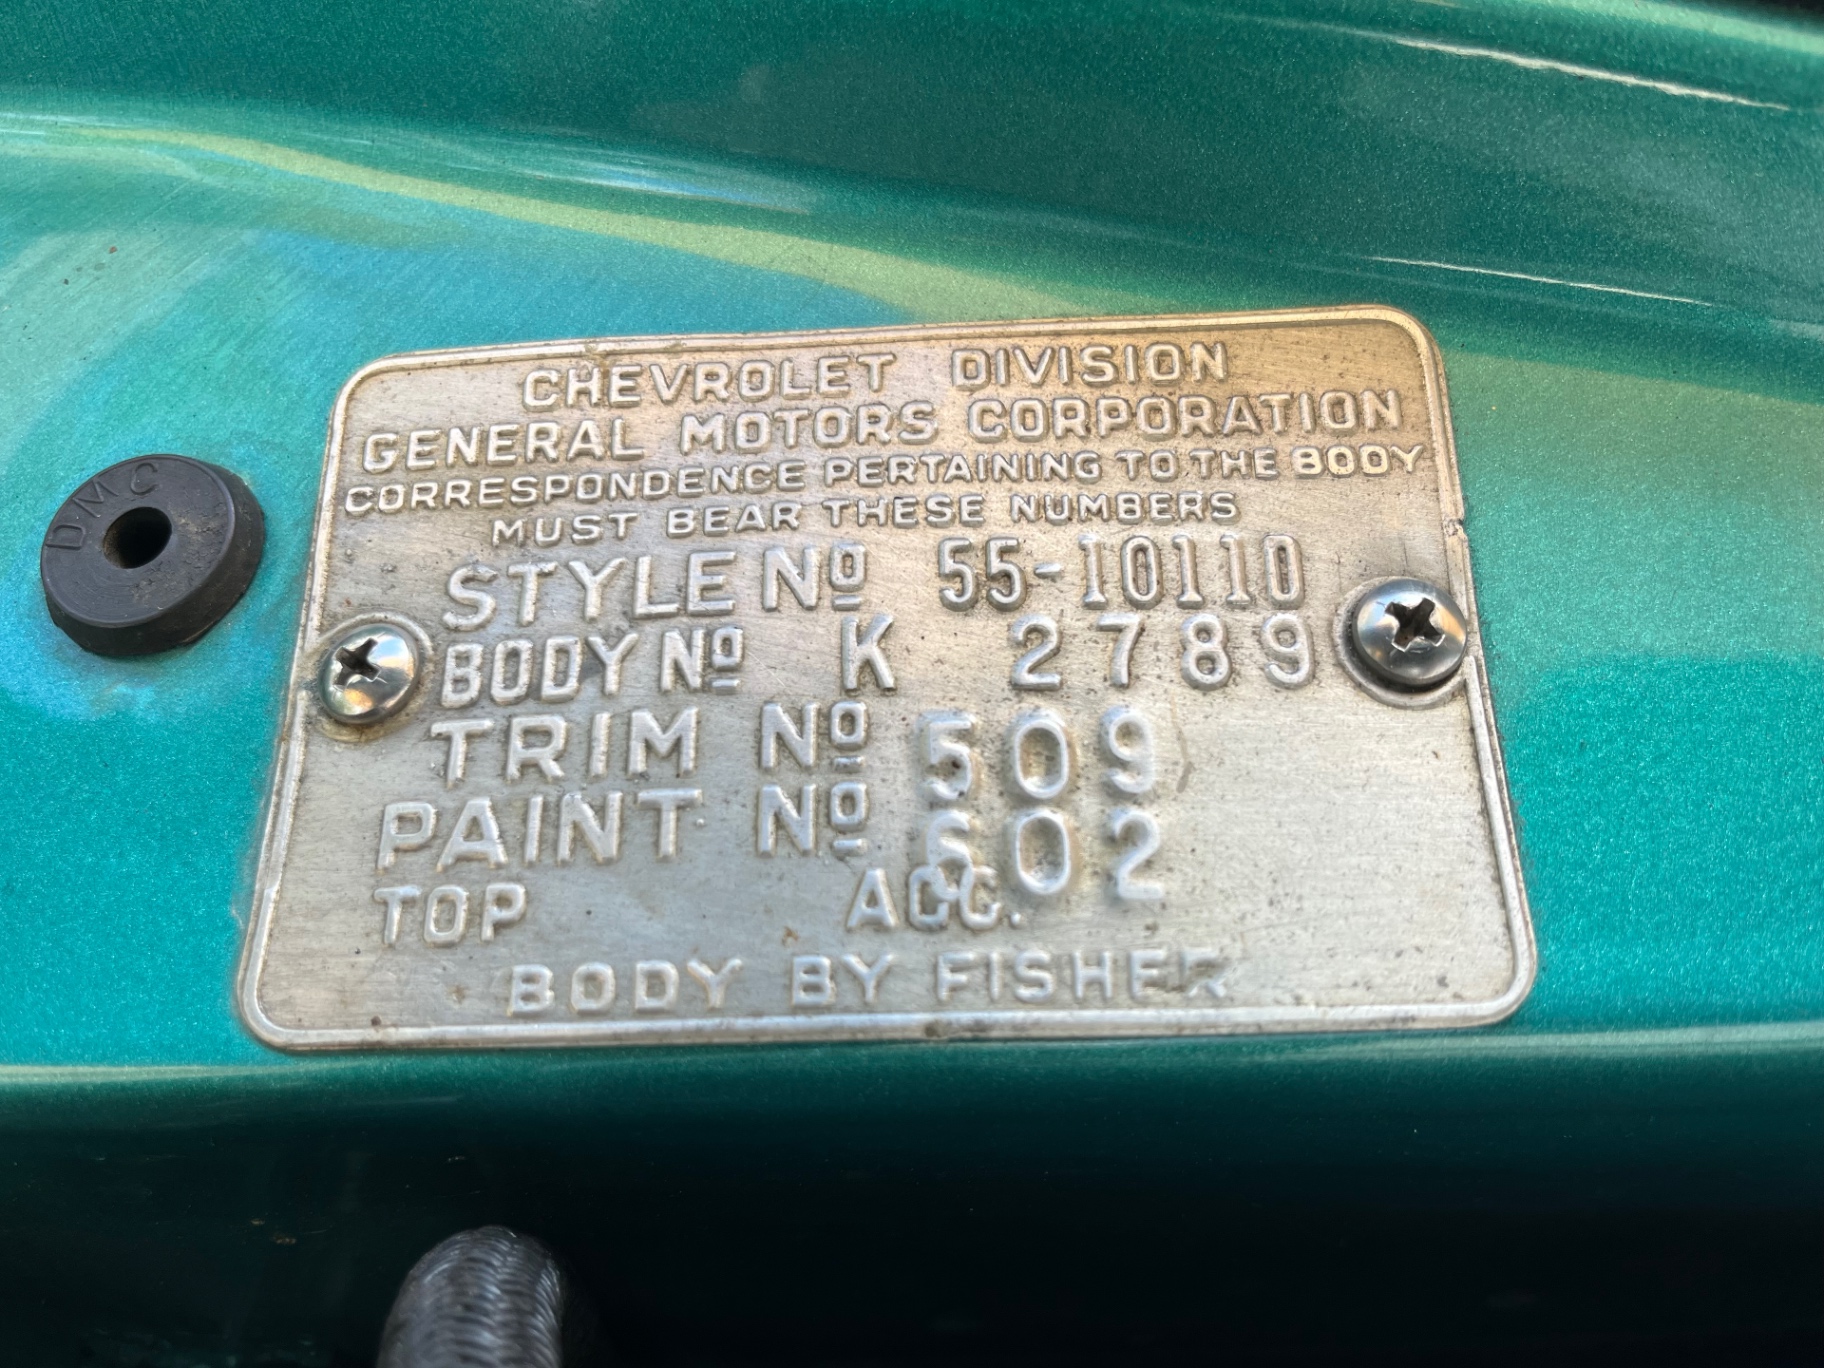 DMC
CHEVROLET DIVISION
GENERAL MOTORS CORPORATION
CORRESPONDENCE PERTAINING TO THE BODY
MUST BEAR THESE NUMBERS
STYLE Nº 55-10110
BODY Nº K 2789
TRIM Nº 509
PAINT Nº 602
TOP ACC.
BODY BY FISHER